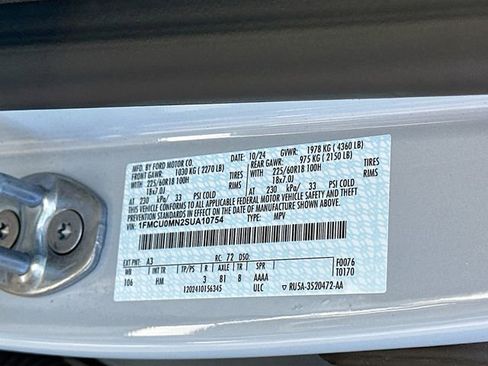 MFD. BY FORD MOTOR CO. 10/24 GVWR: 1978 KG ( 4360 LB)
FRONT GAWR: 1030 KG ( 2270 LB) REAR GAWR: 975 KG ( 2150 LB)
WITH 225/60R18 100H TIRES WITH 225/60R18 100H TIRES
18x7.0J RIMS 18x7.0J RIMS
AT 230 kPa/ 33 PSI COLD AT 230 kPa/ 33 PSI COLD
THIS VEHICLE CONFORMS TO ALL APPLICABLE FEDERAL MOTOR VEHICLE SAFETY AND THEFT
PREVENTION STANDARDS IN EFFECT ON THE DATE OF MANUFACTURE SHOWN ABOVE.
VIN: 1FMCU0MN2SUA10754 TYPE: MPV
F0076
T0170
EXT PNT: A3 RC: 72 DSO:
WB INT TR TP R AXLE TR SPR
106 HM 3 81 B AAAA
1202410156345 ULC ▽ RU5A-3520472-AA